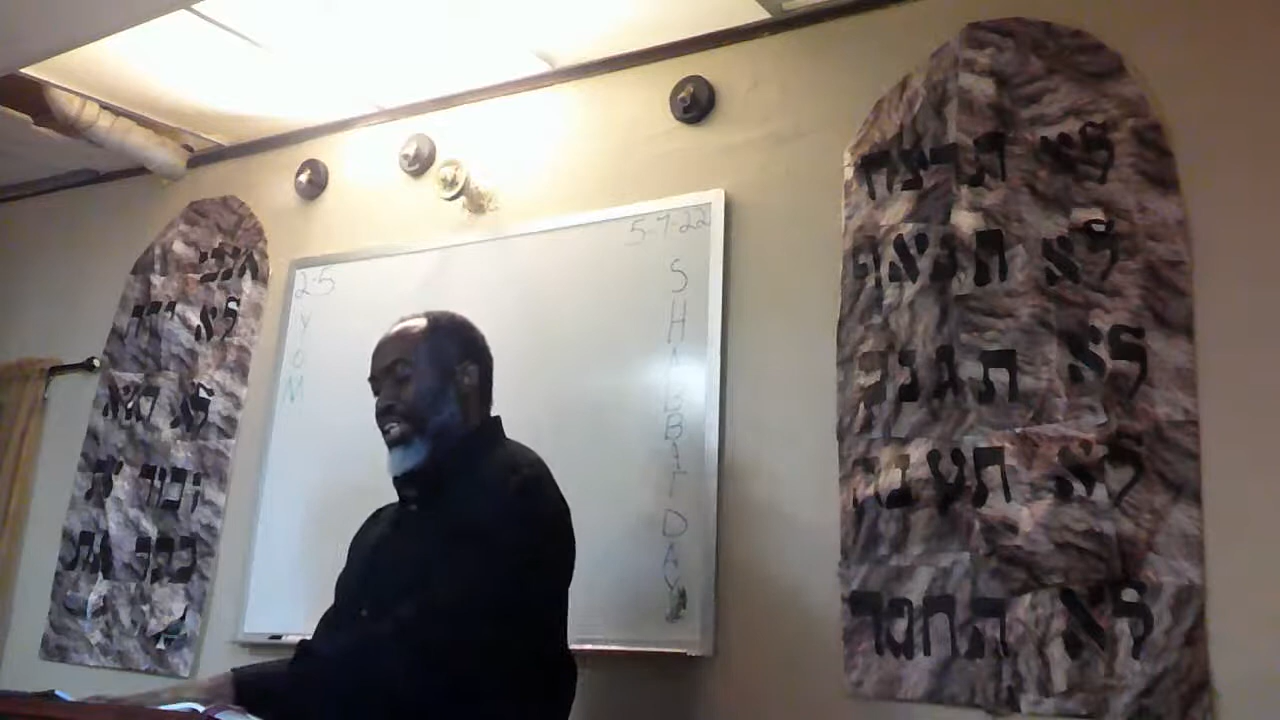 אנכי
לא יהיה
לא תשא
זכור את
כבד את
2-5
YOM
5-7-22
SHABBAT DAY
לא תרצח
לא תנאף
לא תגנב
לא תענה
לא תחמד